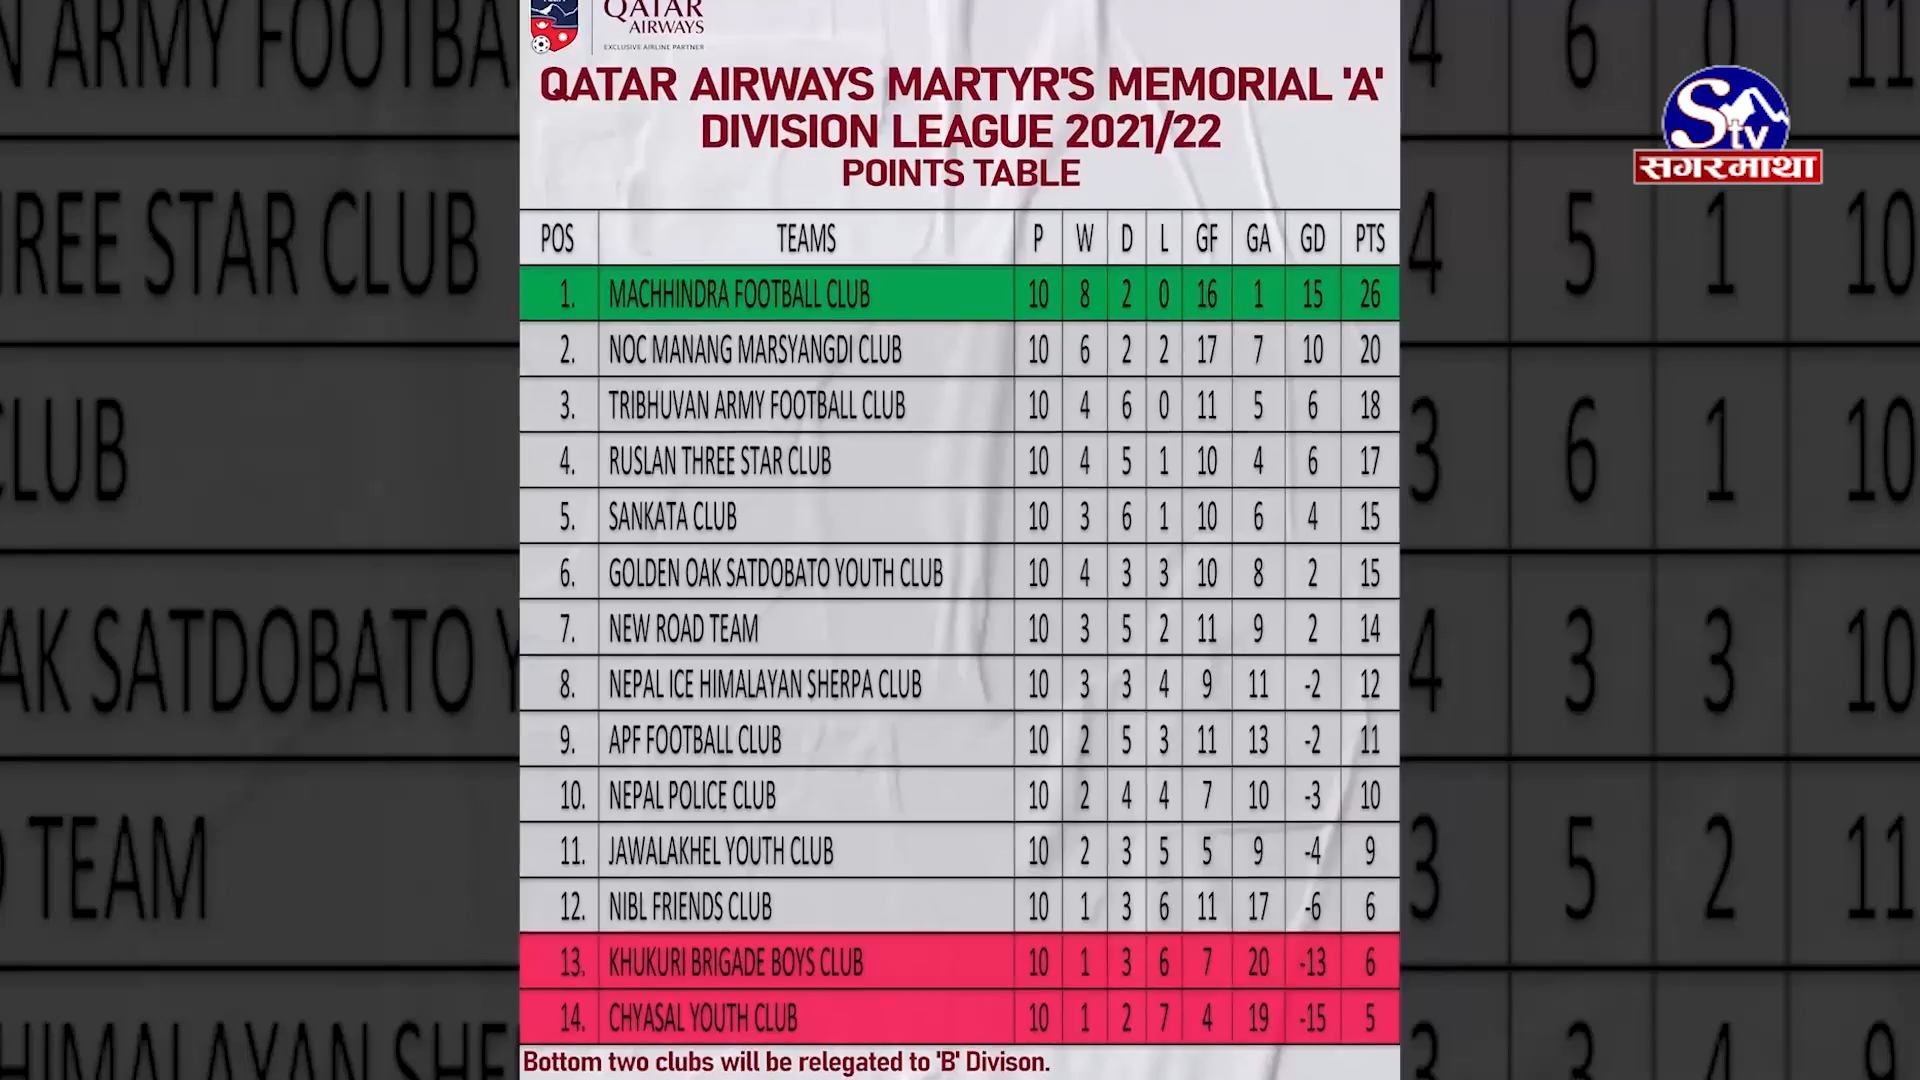 QATAR
AIRWAYS
EXCLUSIVE AIRLINE PARTNER
QATAR AIRWAYS MARTYR'S MEMORIAL 'A'
DIVISION LEAGUE 2021/22
POINTS TABLE
Stv
सगरमाथा
POS TEAMS P W D L GF GA GD PTS
1. MACHHINDRA FOOTBALL CLUB 10 8 2 0 16 1 15 26
2. NOC MANANG MARSYANGDI CLUB 10 6 2 2 17 7 10 20
3. TRIBHUVAN ARMY FOOTBALL CLUB 10 4 6 0 11 5 6 18
4. RUSLAN THREE STAR CLUB 10 4 5 1 10 4 6 17
5. SANKATA CLUB 10 3 6 1 10 6 4 15
6. GOLDEN OAK SATDOBATO YOUTH CLUB 10 4 3 3 10 8 2 15
7. NEW ROAD TEAM 10 3 5 2 11 9 2 14
8. NEPAL ICE HIMALAYAN SHERPA CLUB 10 3 3 4 9 11 -2 12
9. APF FOOTBALL CLUB 10 2 5 3 11 13 -2 11
10. NEPAL POLICE CLUB 10 2 4 4 7 10 -3 10
11. JAWALAKHEL YOUTH CLUB 10 2 3 5 5 9 -4 9
12. NIBL FRIENDS CLUB 10 1 3 6 11 17 -6 6
13. KHUKURI BRIGADE BOYS CLUB 10 1 3 6 7 20 -13 6
14. CHYASAL YOUTH CLUB 10 1 2 7 4 19 -15 5
Bottom two clubs will be relegated to 'B' Divison.